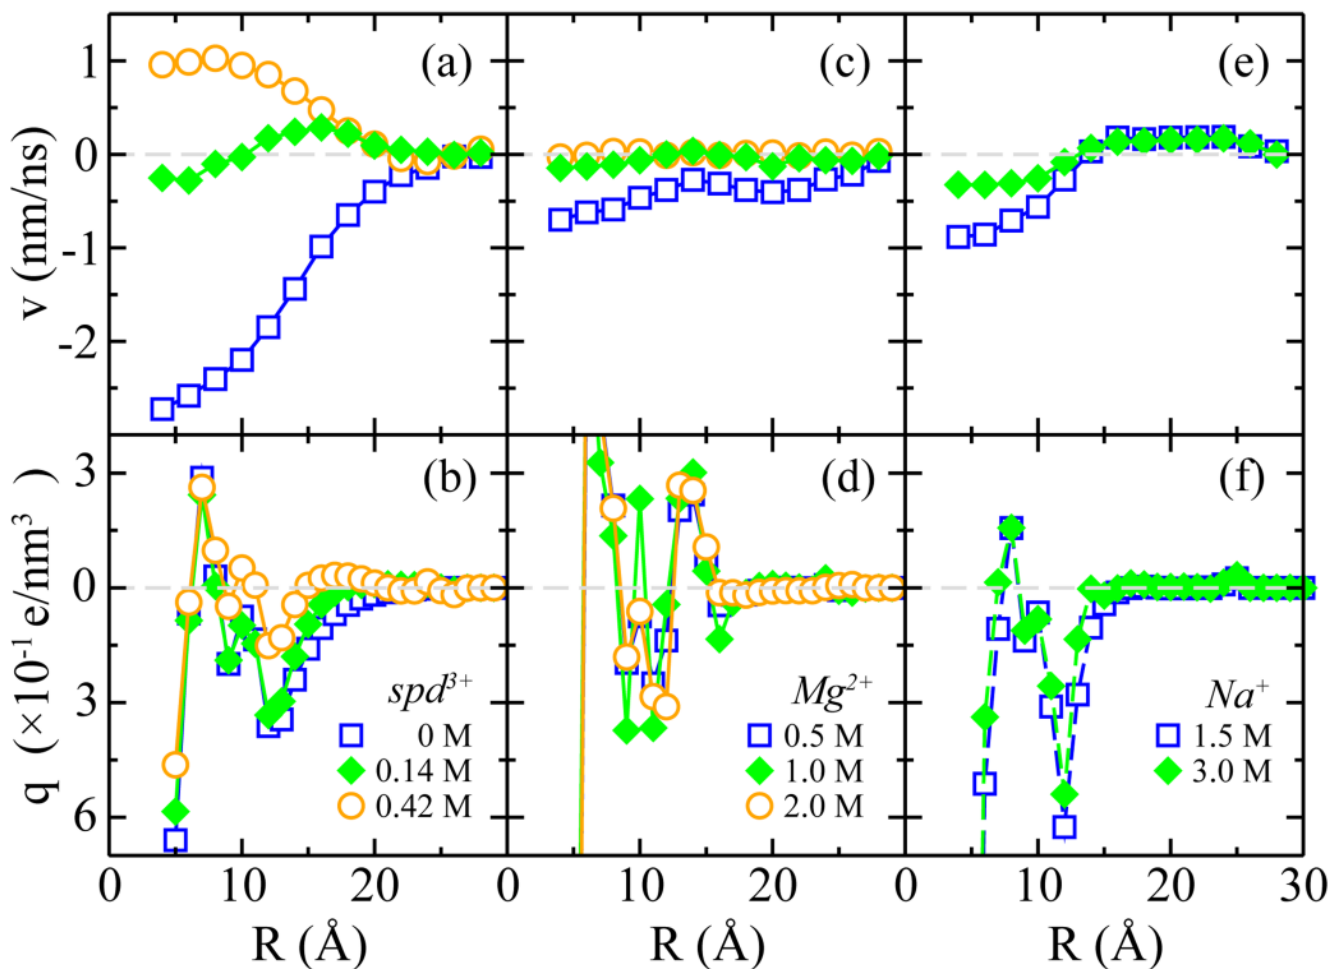 (a)
(c)
(e)
1
0
-1
-2
v (nm/ns)
(b)
(d)
(f)
3
0
3
6
q (×10⁻¹ e/nm³)
spd³⁺
0 M
0.14 M
0.42 M
Mg²⁺
0.5 M
1.0 M
2.0 M
Na⁺
1.5 M
3.0 M
0 10 20 0 10 20 0 10 20 30
R (Å) R (Å) R (Å)